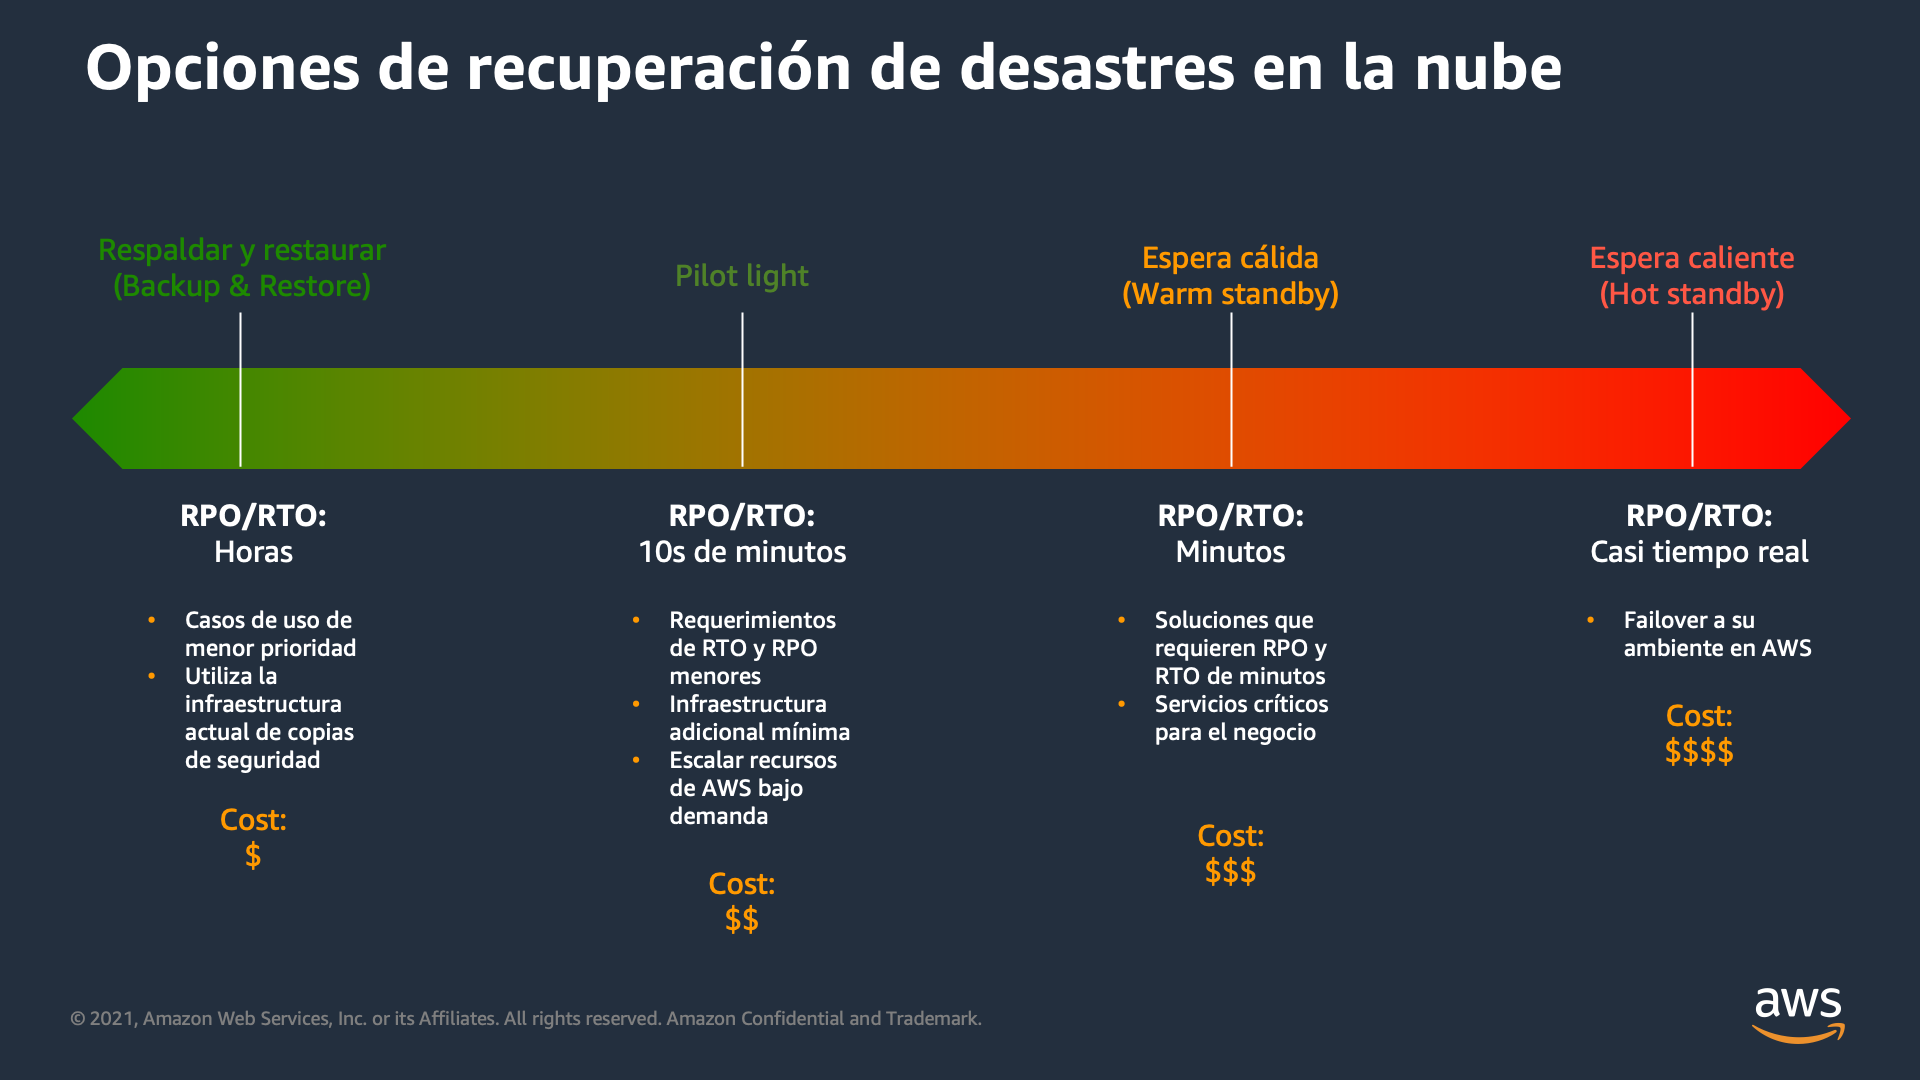 Opciones de recuperación de desastres en la nube
Respaldar y restaurar
(Backup & Restore)
Pilot light
Espera cálida
(Warm standby)
Espera caliente
(Hot standby)
RPO/RTO:
Horas
• Casos de uso de
menor prioridad
• Utiliza la
infraestructura
actual de copias
de seguridad
Cost:
$
RPO/RTO:
10s de minutos
• Requerimientos
de RTO y RPO
menores
• Infraestructura
adicional mínima
• Escalar recursos
de AWS bajo
demanda
Cost:
$$
RPO/RTO:
Minutos
• Soluciones que
requieren RPO y
RTO de minutos
• Servicios críticos
para el negocio
Cost:
$$$
RPO/RTO:
Casi tiempo real
• Failover a su
ambiente en AWS
Cost:
$$$$
© 2021, Amazon Web Services, Inc. or its Affiliates. All rights reserved. Amazon Confidential and Trademark.
aws